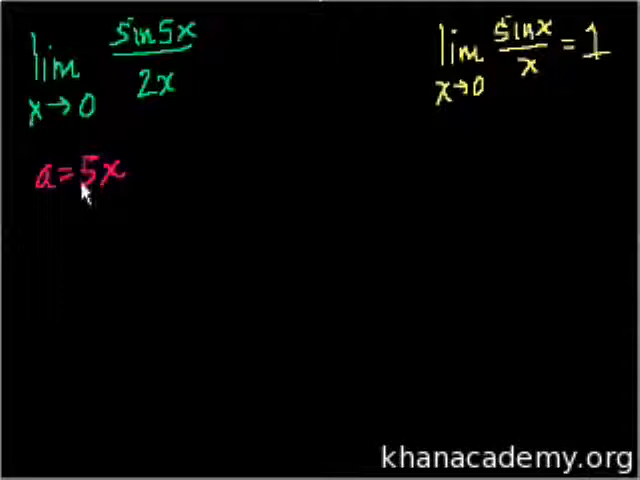 lim x→0 sin5x/2x
lim x→0 sinx/x = 1
a=5x
khanacademy.org